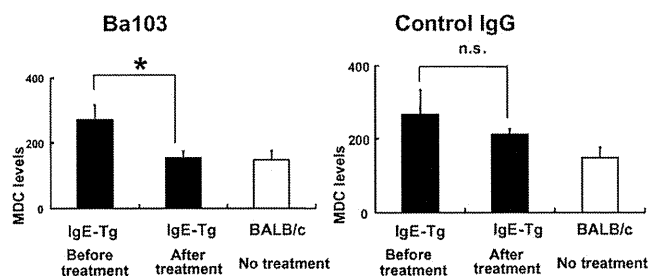 Ba103
MDC levels
400
200
0
*
IgE-Tg IgE-Tg BALB/c
Before treatment
After treatment
No treatment
Control IgG
n.s.
MDC levels
400
200
0
IgE-Tg IgE-Tg BALB/c
Before treatment
After treatment
No treatment